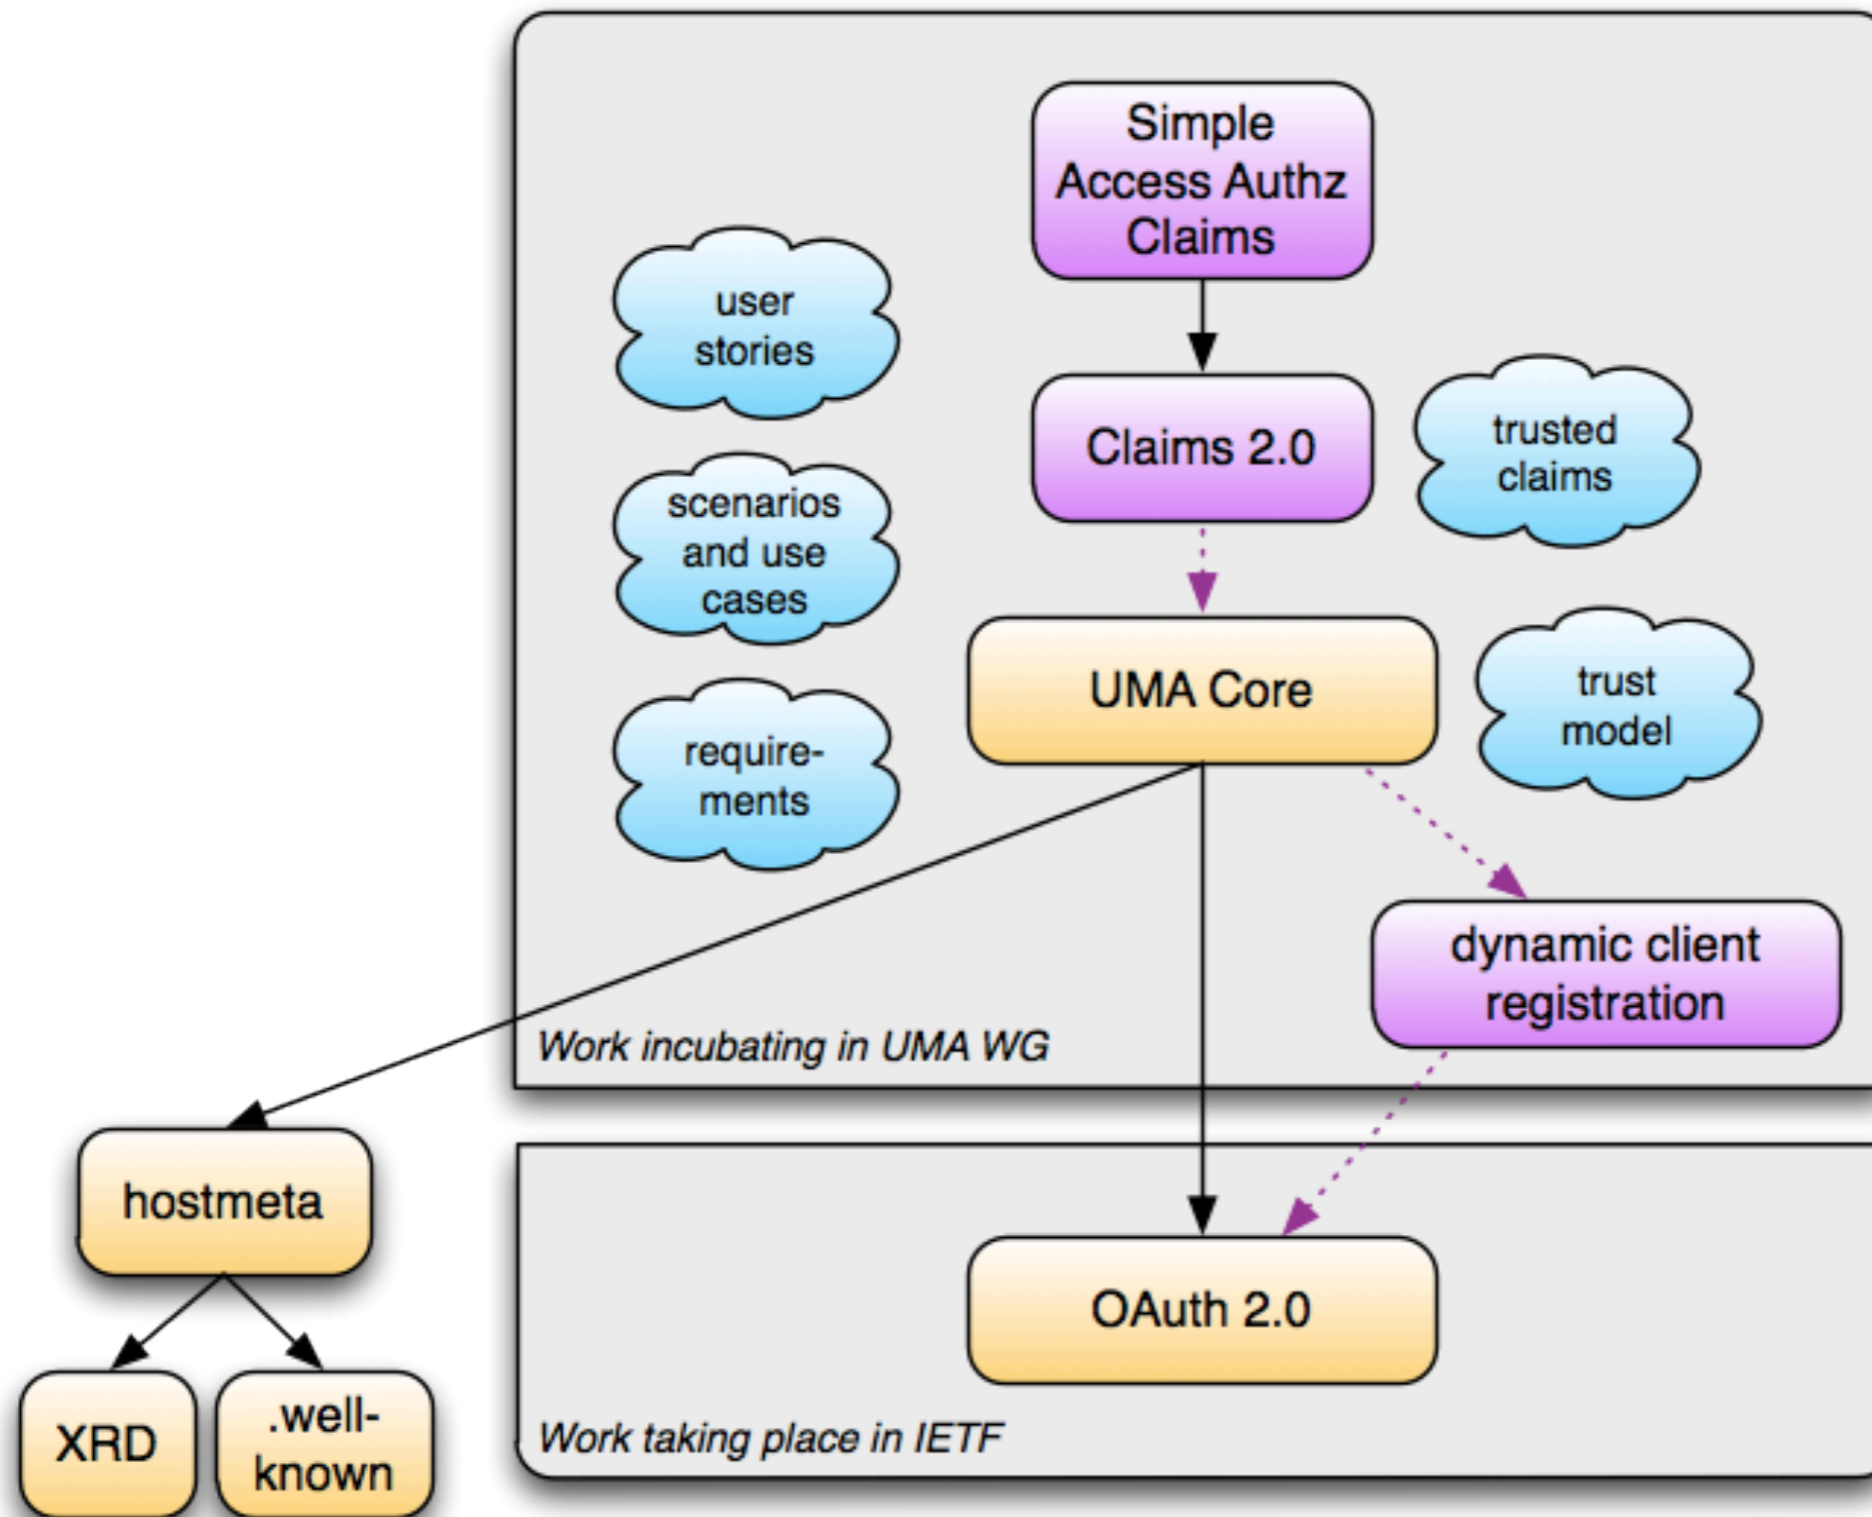 Simple
Access Authz
Claims
user
stories
Claims 2.0
trusted
claims
scenarios
and use
cases
UMA Core
trust
model
require-
ments
dynamic client
registration
Work incubating in UMA WG
hostmeta
OAuth 2.0
XRD
.well-
known
Work taking place in IETF